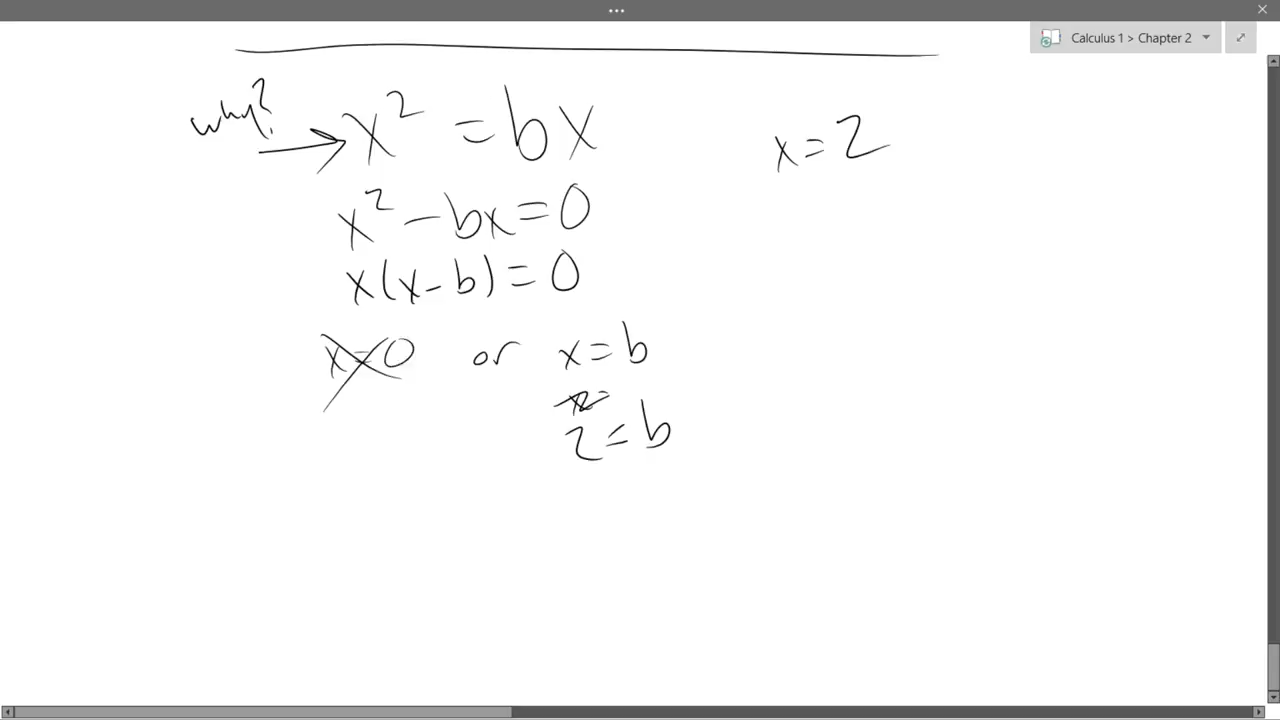 Calculus 1 > Chapter 2
why?
x² = bx
x = 2
x² - bx = 0
x(x - b) = 0
x = 0 or x = b
2 = b